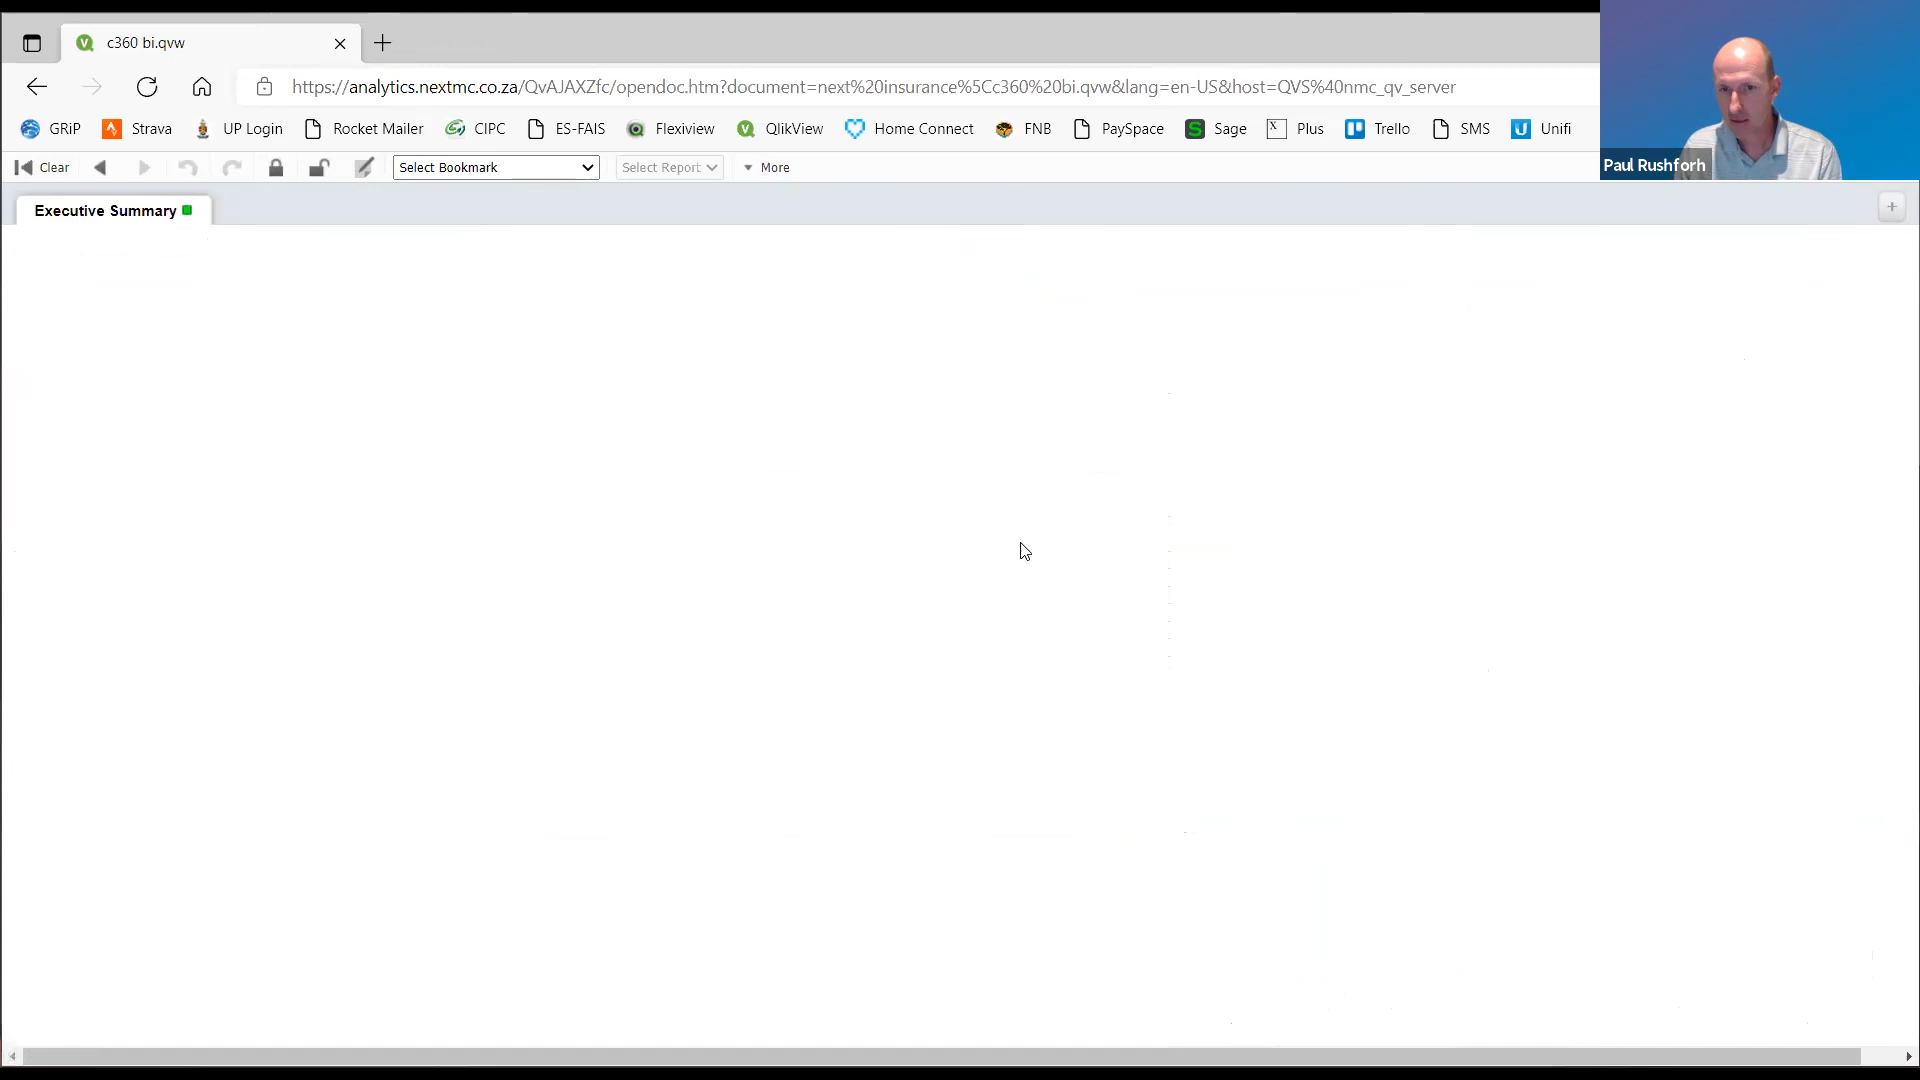 c360 bi.qvw
https://analytics.nextmc.co.za/QvAJAXZfc/opendoc.htm?document=next%20insurance%5Cc360%20bi.qvw&lang=en-US&host=QVS%40nmc_qv_server
GRiP Strava UP Login Rocket Mailer CIPC ES-FAIS Flexiview QlikView Home Connect FNB PaySpace Sage Plus Trello SMS Unifi
Paul Rushforh
Clear Select Bookmark Select Report More
Executive Summary